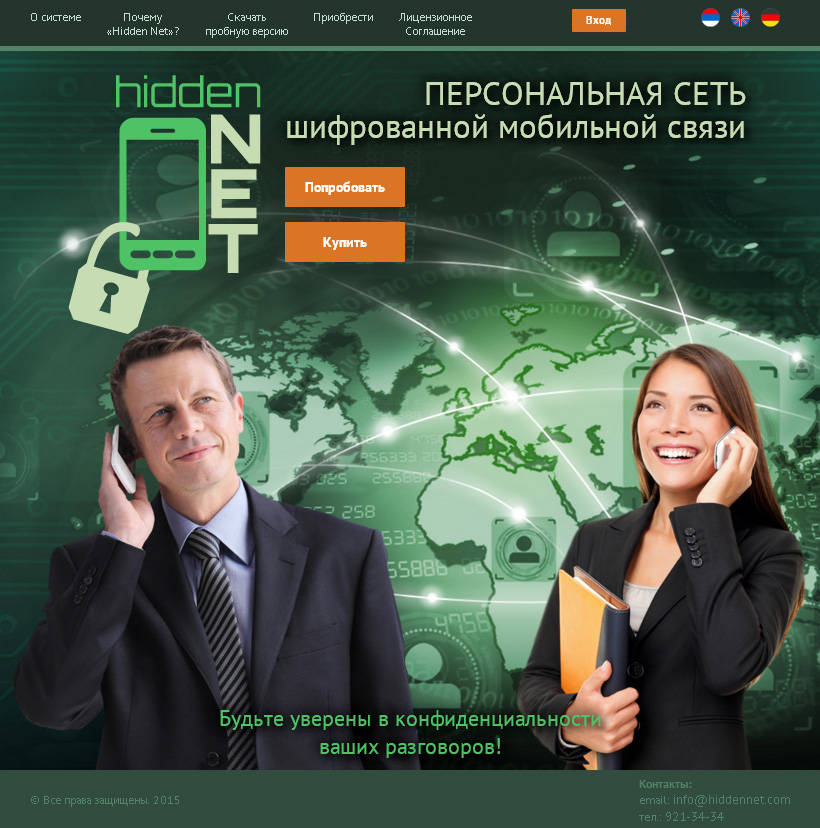 О системе
Почему
«Hidden Net»?
Скачать
пробную версию
Приобрести
Лицензионное
Соглашение
Вход
hidden
NET
ПЕРСОНАЛЬНАЯ СЕТЬ
шифрованной мобильной связи
Попробовать
Купить
Будьте уверены в конфиденциальности
ваших разговоров!
© Все права защищены. 2015
Контакты:
email: info@hiddennet.com
тел.: 921-34-34